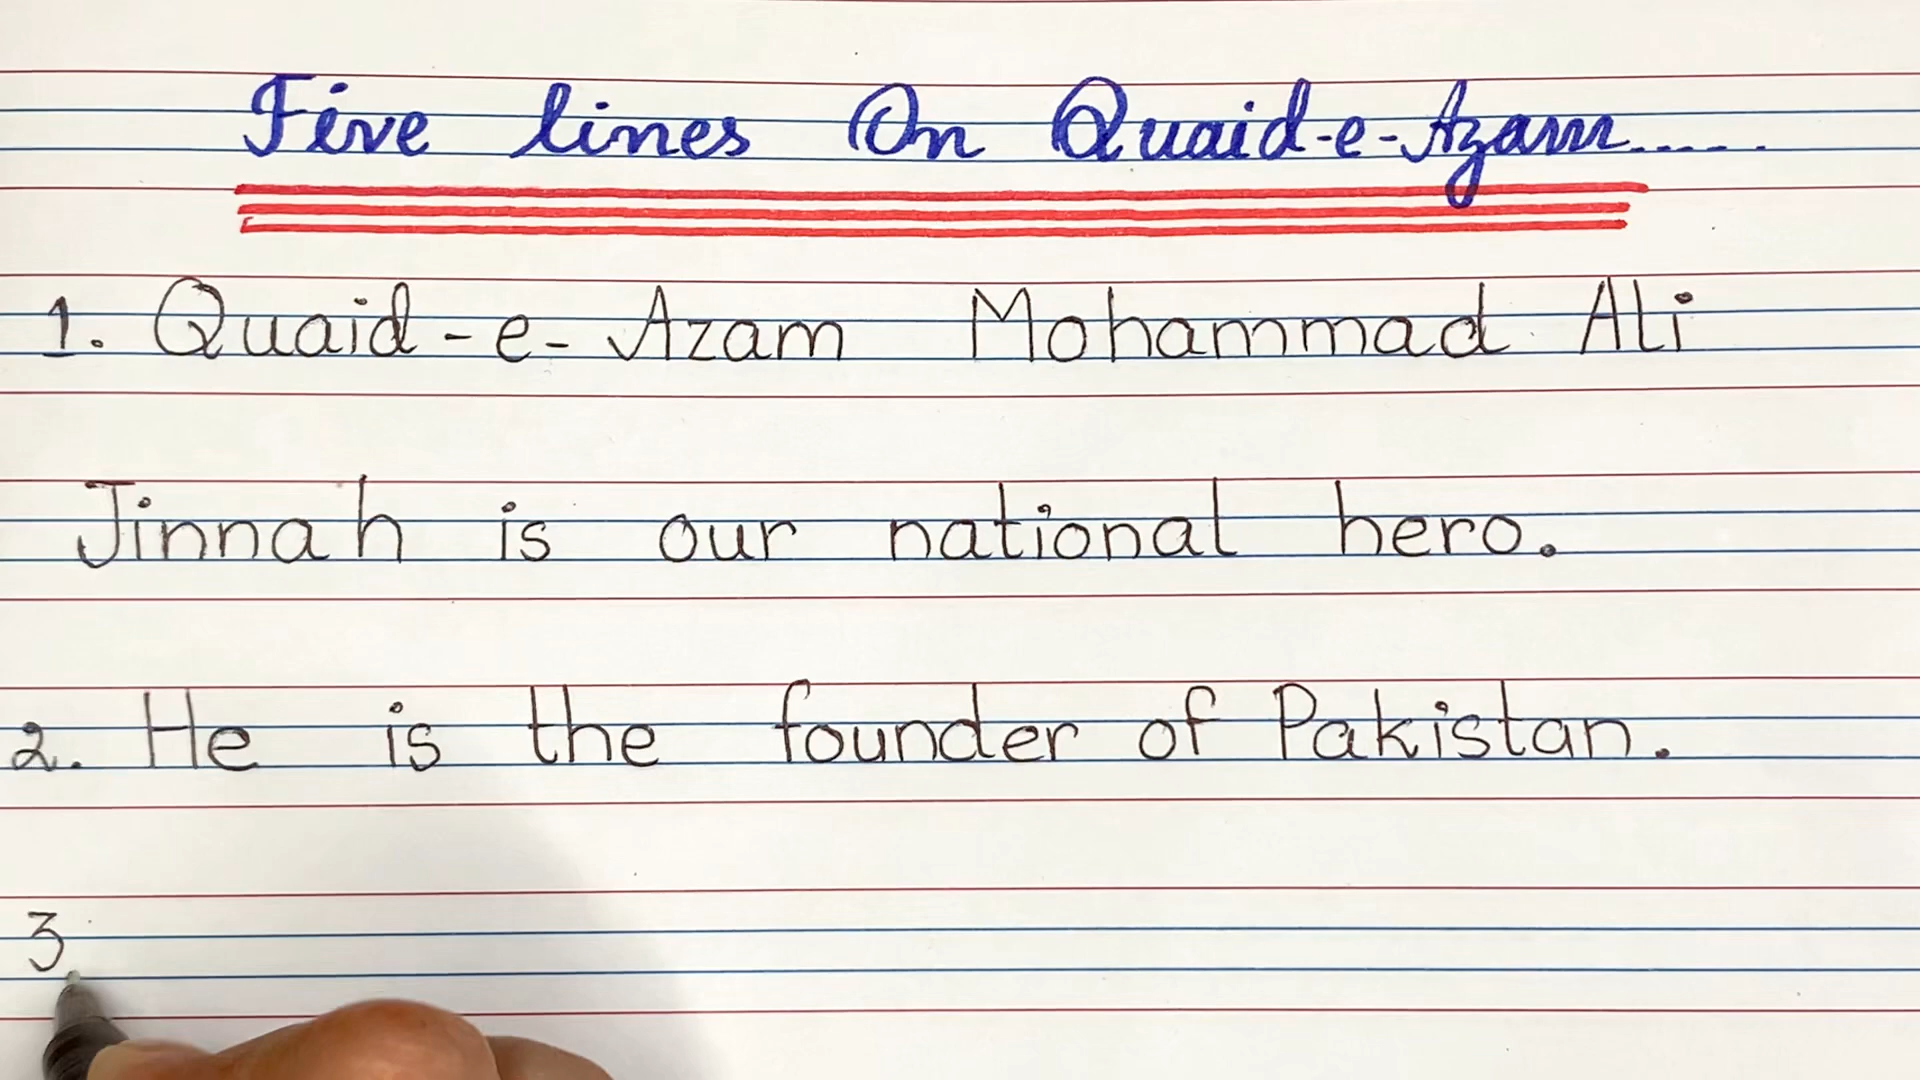 Five lines On Quaid-e-Azam.....
1. Quaid-e-Azam Mohammad Ali
Jinnah is our national hero.
2. He is the founder of Pakistan.
3